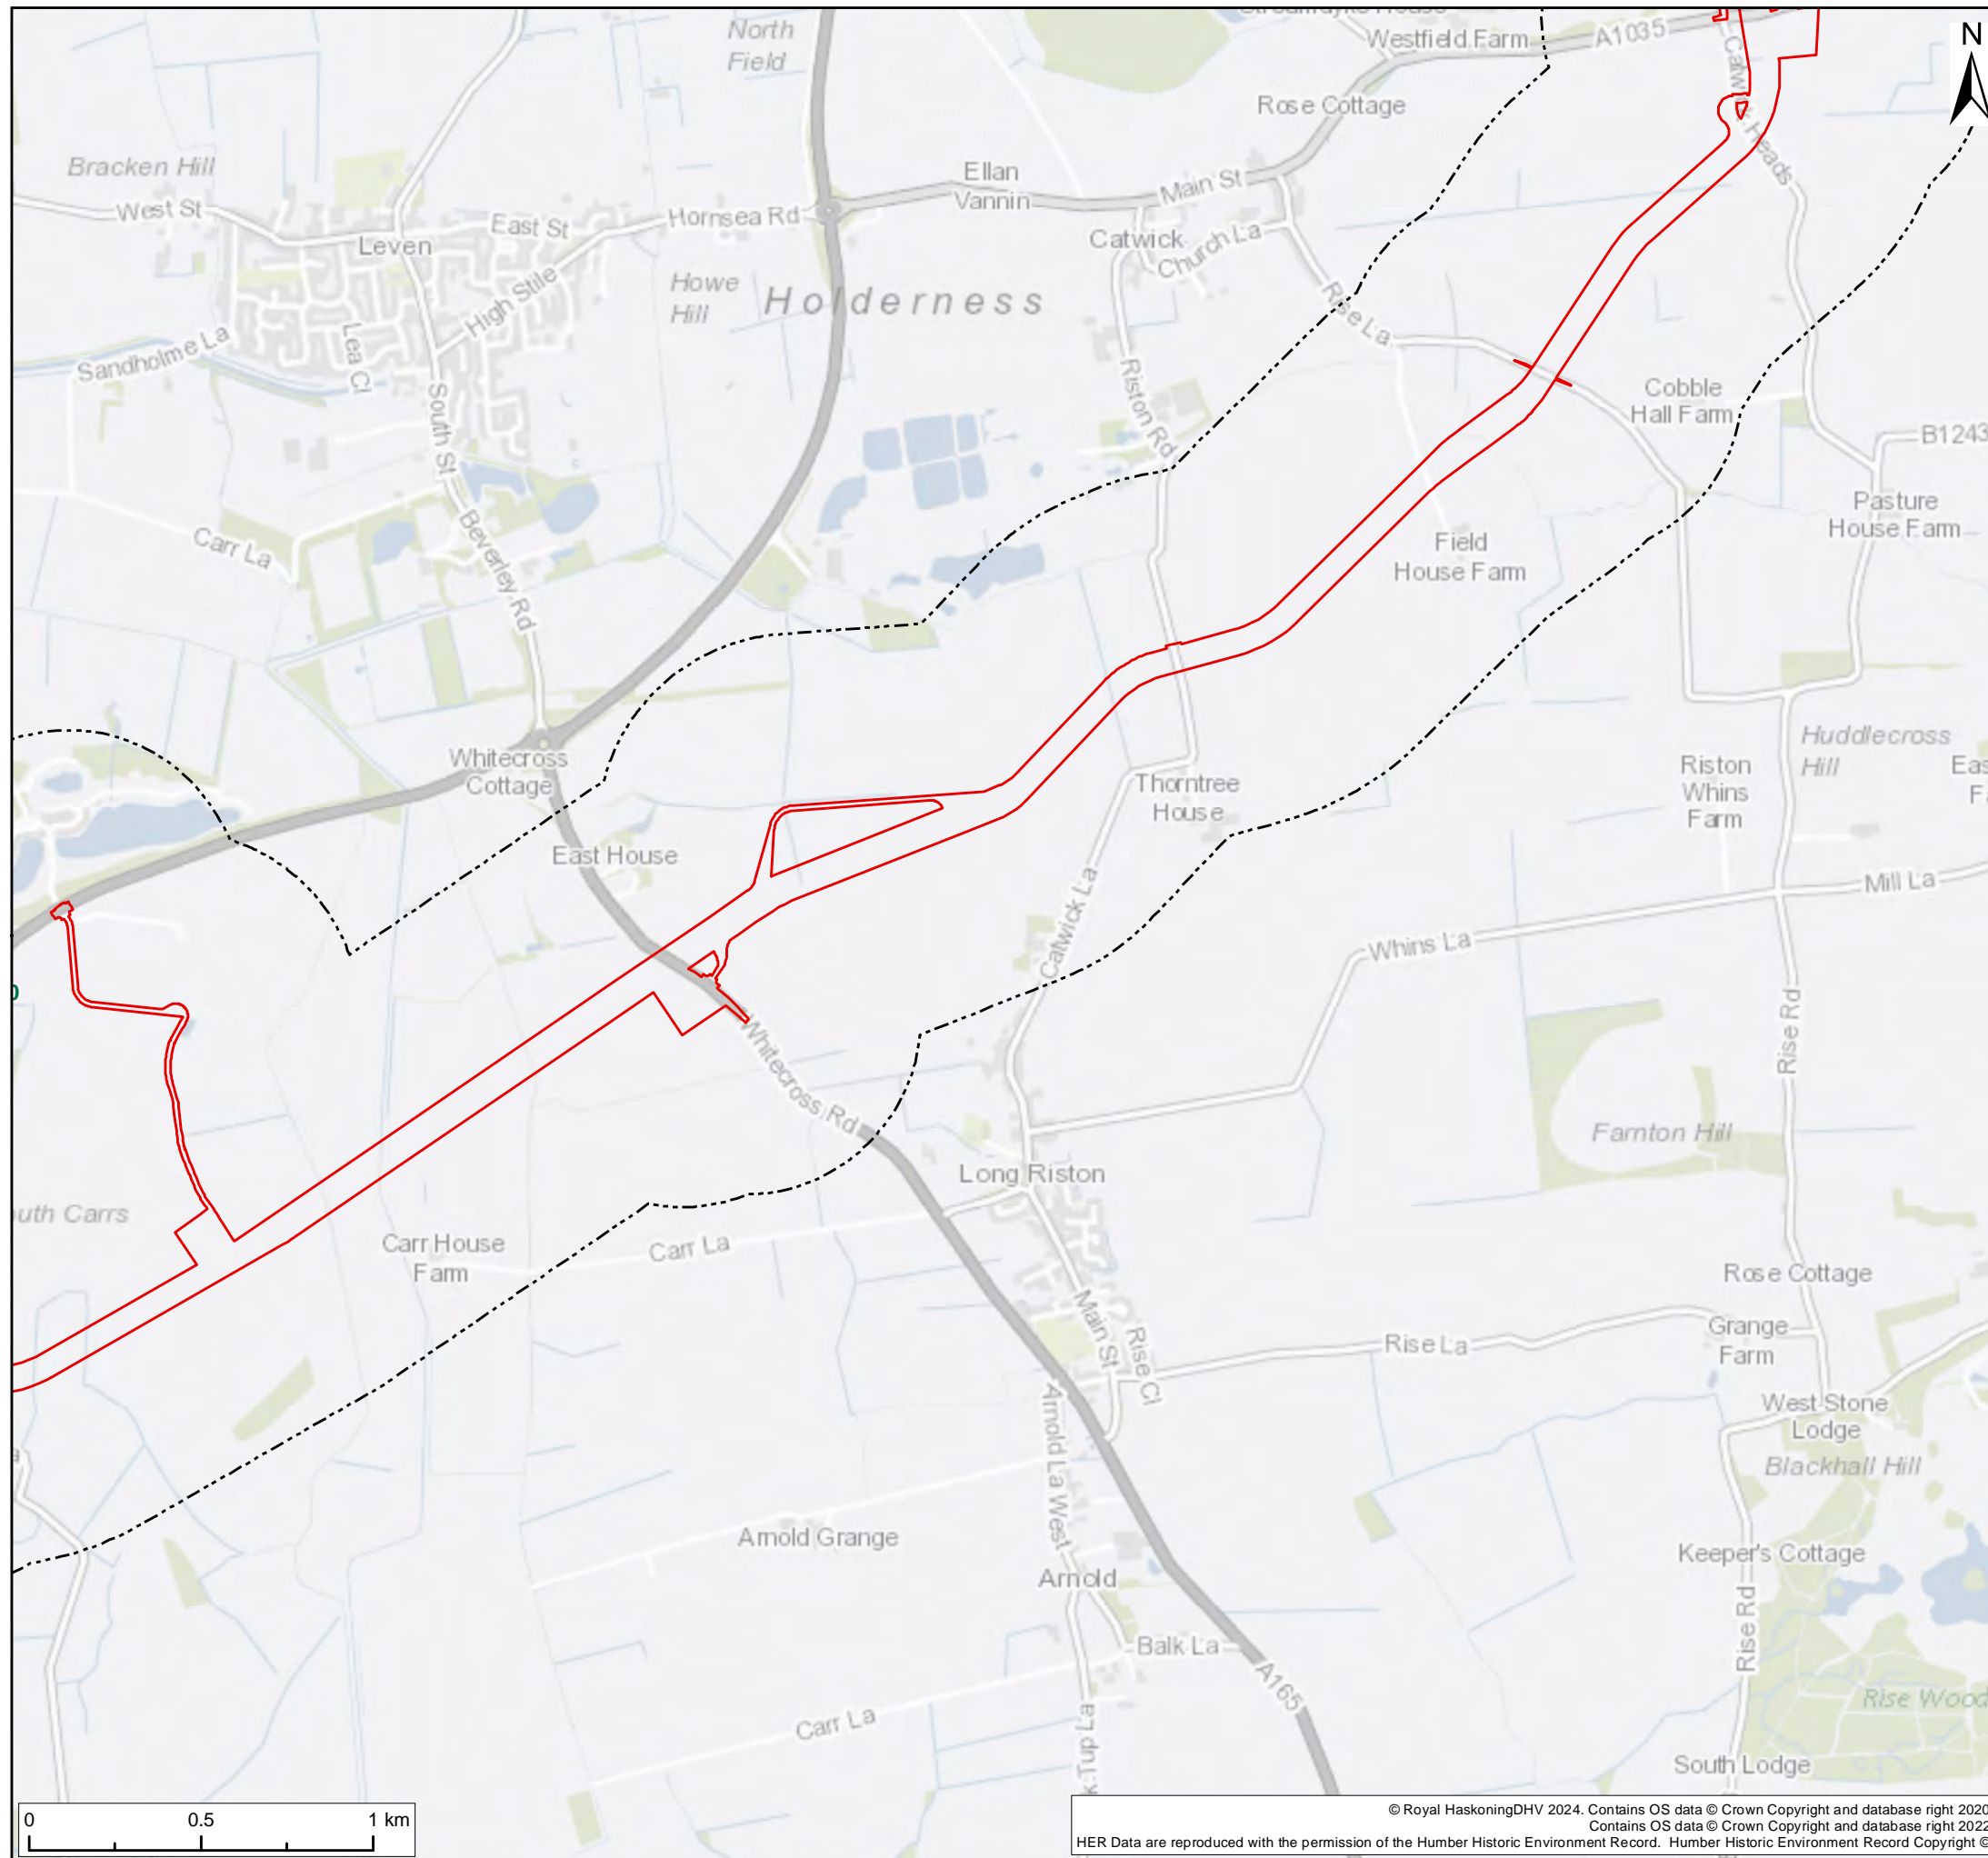 North
Field
Westfield Farm
A1035
N
Rose Cottage
Catwick Heads
Bracken Hill
West St
East St
Hornsea Rd
Ellan
Vannin
Main St
Leven
Catwick
Church La
High Stile
Howe
Hill
Holderness
Rise La
Sandholme La
Lea Cl
South St
Riston Rd
Cobble
Hall Farm
B1243
Pasture
House Farm
Carr La
Beverley Rd
Field
House Farm
Whitecross
Cottage
Huddlecross
Hill
Riston
Whins
Farm
Thorntree
House
East House
Mill La
Catwick La
Whins La
Rise Rd
Whitecross Rd
Farnton Hill
Long Riston
uth Carrs
Carr House
Farm
Carr La
Rose Cottage
Main St
Rise Cl
Rise La
Grange
Farm
Arnold La West
West Stone
Lodge
Blackhall Hill
Arnold Grange
Keeper's Cottage
Arnold
Rise Rd
Balk La
A165
Rise Wood
Carr La
South Lodge
0 0.5 1 km
© Royal HaskoningDHV 2024. Contains OS data © Crown Copyright and database right 2020
Contains OS data © Crown Copyright and database right 2022
HER Data are reproduced with the permission of the Humber Historic Environment Record. Humber Historic Environment Record Copyright ©